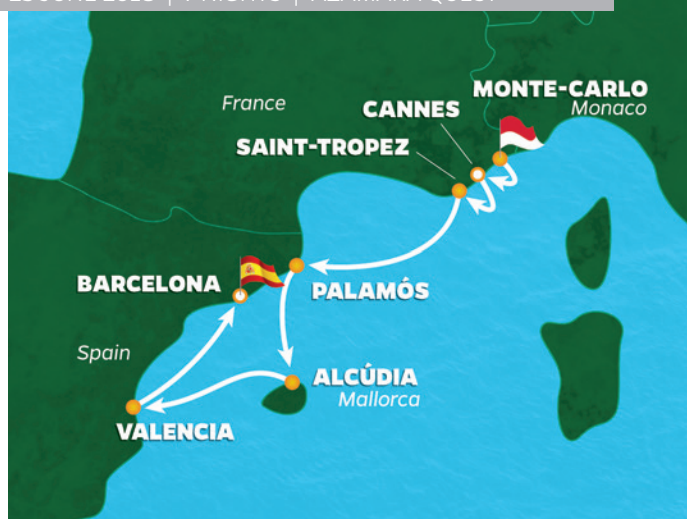 MONTE-CARLO
Monaco
France
CANNES
SAINT-TROPEZ
BARCELONA
PALAMÓS
Spain
ALCÚDIA
Mallorca
VALENCIA